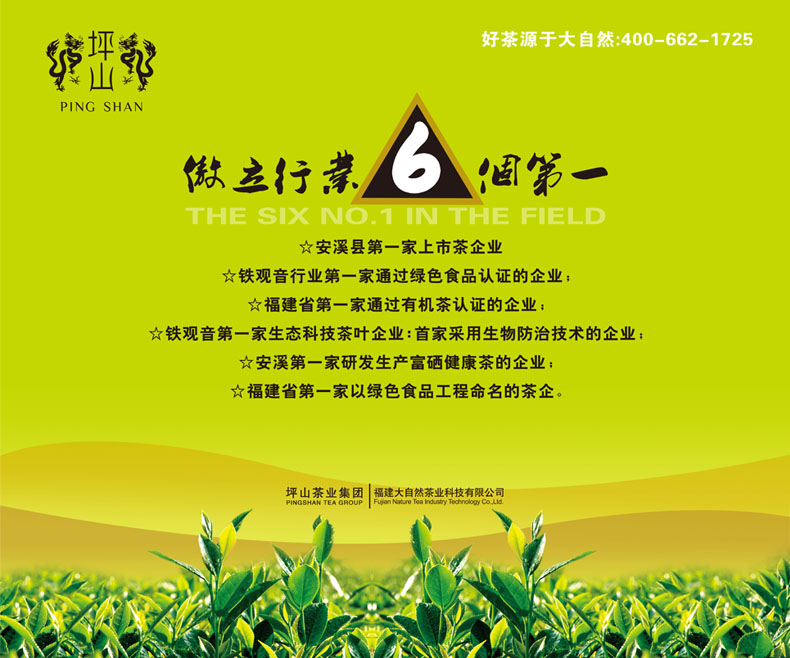 坪山
PING SHAN
好茶源于大自然:400-662-1725
傲立行業6個第一
THE SIX NO.1 IN THE FIELD
☆安溪县第一家上市茶企业
☆铁观音行业第一家通过绿色食品认证的企业；
☆福建省第一家通过有机茶认证的企业；
☆铁观音第一家生态科技茶叶企业：首家采用生物防治技术的企业；
☆安溪第一家研发生产富硒健康茶的企业；
☆福建省第一家以绿色食品工程命名的茶企。
坪山茶业集团 福建大自然茶业科技有限公司
PINGSHAN TEA GROUP Fujian Nature Tea Industry Technology Co.,Ltd.